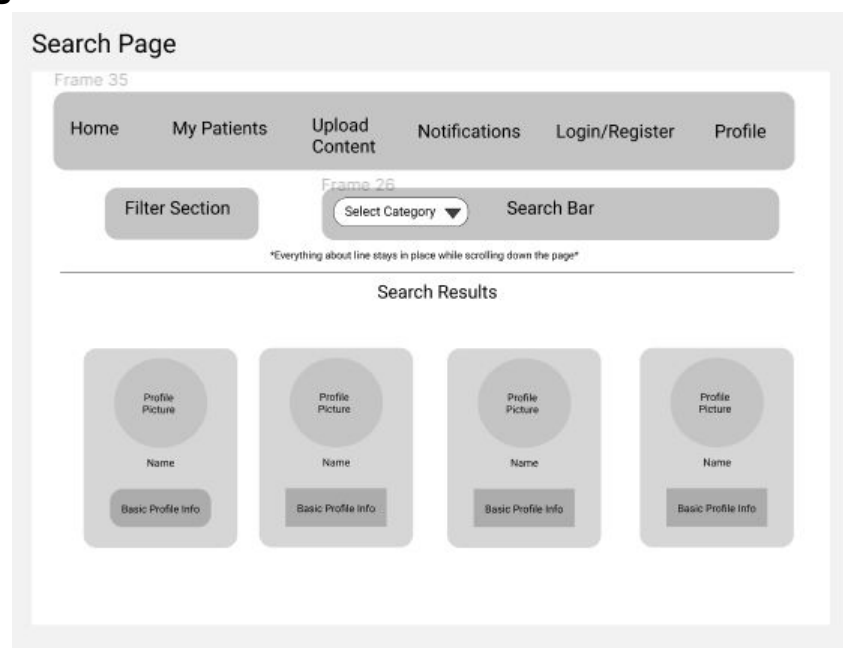 Search Page
Frame 35
Home My Patients Upload Content Notifications Login/Register Profile
Frame 26
Filter Section Select Category Search Bar
*Everything about line stays in place while scrolling down the page*
Search Results
Profile Picture Profile Picture Profile Picture Profile Picture
Name Name Name Name
Basic Profile Info Basic Profile Info Basic Profile Info Basic Profile Info